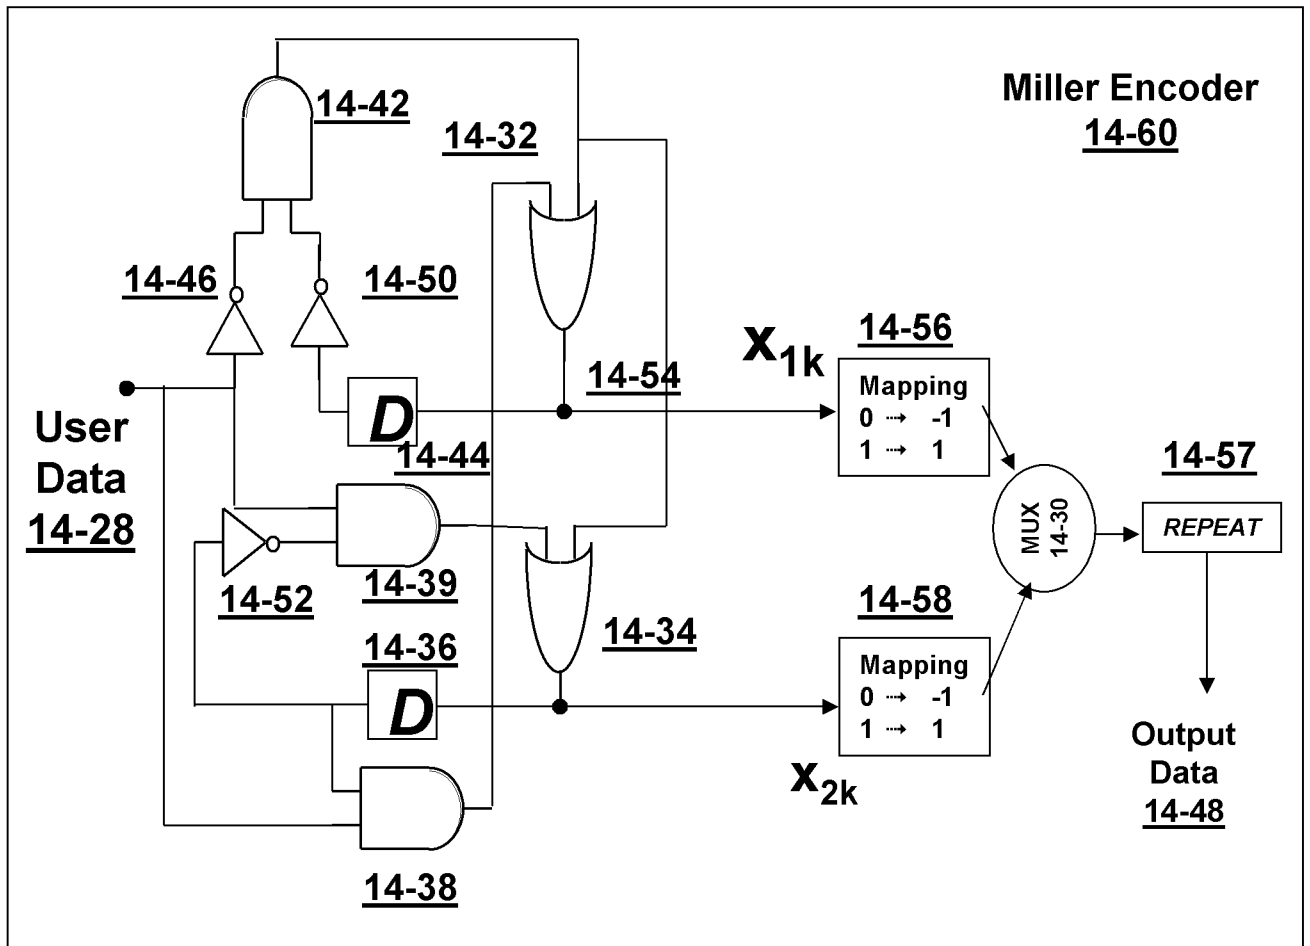 Miller Encoder
14-60
14-42
14-32
14-46
14-50
x1k
14-56
Mapping
0 ⇢ -1
1 ⇢ 1
14-54
D
User
Data
14-28
14-44
14-57
MUX
14-30
REPEAT
14-52
14-39
14-36
14-34
14-58
Mapping
0 ⇢ -1
1 ⇢ 1
D
x2k
Output
Data
14-48
14-38